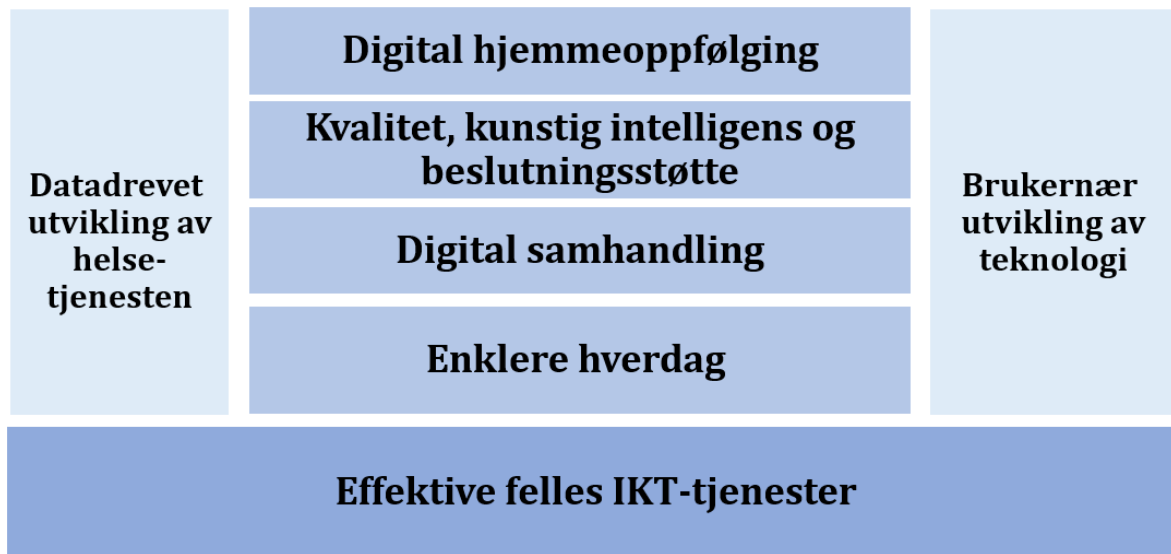 Datadrevet
utvikling av
helse-
tjenesten
Digital hjemmeoppfølging
Kvalitet, kunstig intelligens og
beslutningsstøtte
Digital samhandling
Enklere hverdag
Brukernær
utvikling av
teknologi
Effektive felles IKT-tjenester